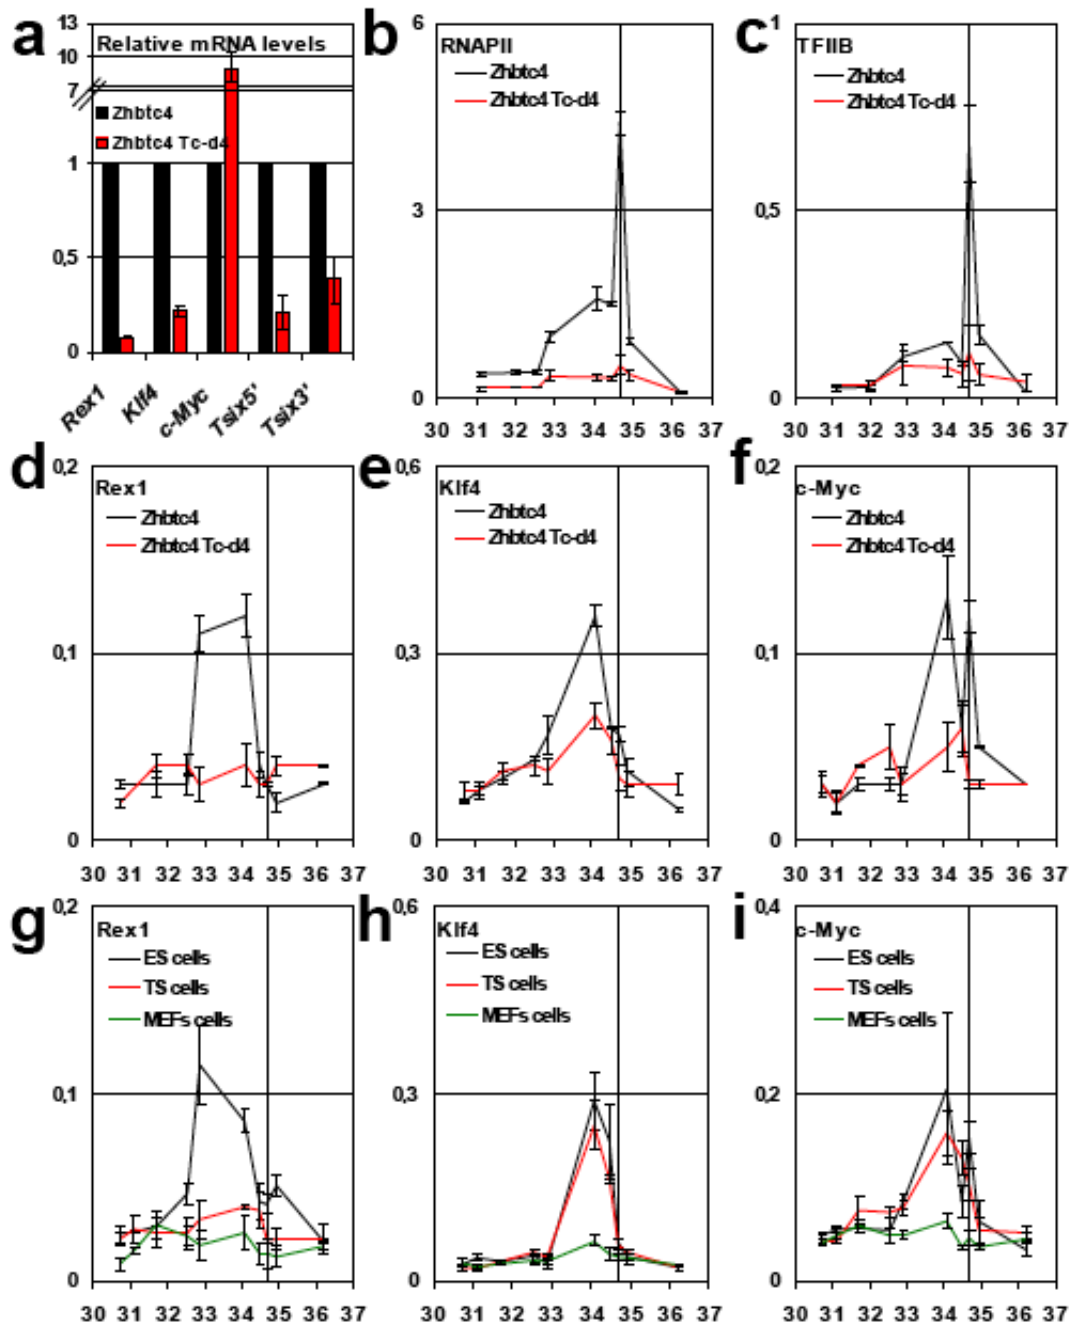 a
13
10
7
1
0,5
0
Relative mRNA levels
Zhbtc4
Zhbtc4 Tc-d4
Rex1
Klf4
c-Myc
Tsix5'
Tsix3'
b
6
3
0
RNAPII
Zhbtc4
Zhbtc4 Tc-d4
30 31 32 33 34 35 36 37
c
1
0,5
0
TFIIB
Zhbtc4
Zhbtc4 Tc-d4
30 31 32 33 34 35 36 37
d
0,2
0,1
0
Rex1
Zhbtc4
Zhbtc4 Tc-d4
30 31 32 33 34 35 36 37
e
0,6
0,3
0
Klf4
Zhbtc4
Zhbtc4 Tc-d4
30 31 32 33 34 35 36 37
f
0,2
0,1
0
c-Myc
Zhbtc4
Zhbtc4 Tc-d4
30 31 32 33 34 35 36 37
g
0,2
0,1
0
Rex1
ES cells
TS cells
MEFs cells
30 31 32 33 34 35 36 37
h
0,6
0,3
0
Klf4
ES cells
TS cells
MEFs cells
30 31 32 33 34 35 36 37
i
0,4
0,2
0
c-Myc
ES cells
TS cells
MEFs cells
30 31 32 33 34 35 36 37